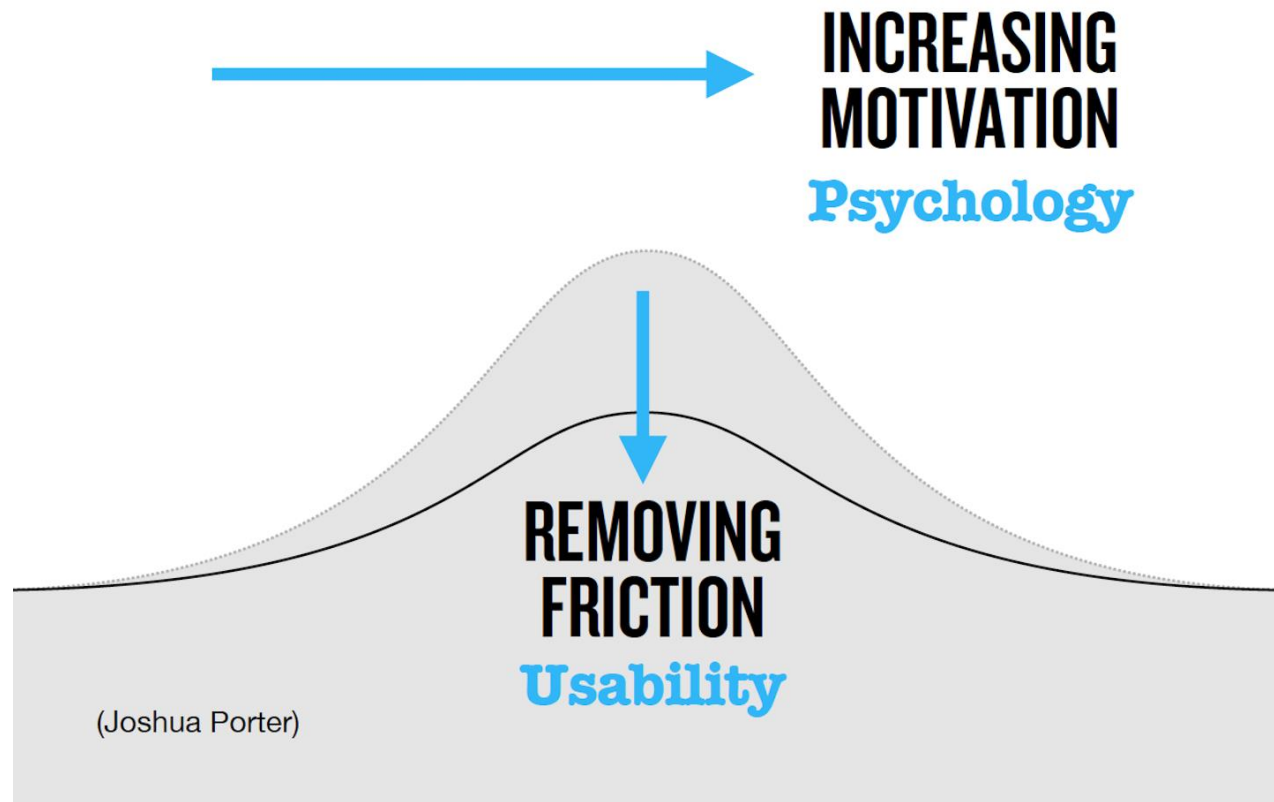 INCREASING
MOTIVATION
Psychology
REMOVING
FRICTION
Usability
(Joshua Porter)